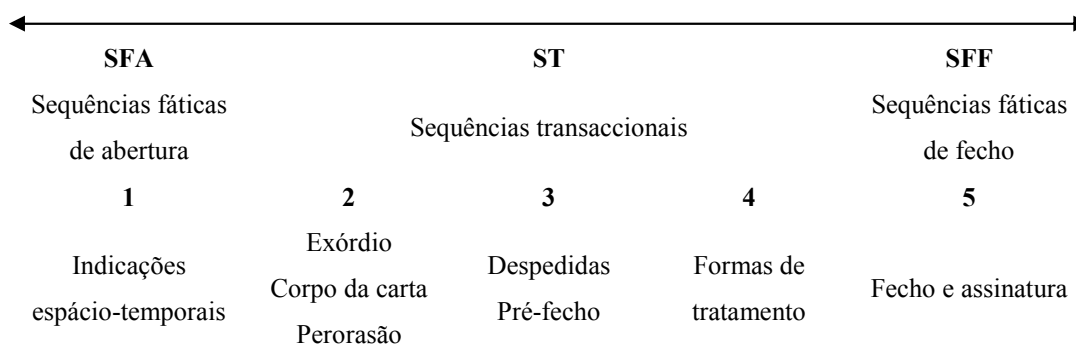 SFA ST SFF
Sequências fáticas
de abertura
Sequências transaccionais
Sequências fáticas
de fecho
1 2 3 4 5
Indicações
espácio-temporais
Exórdio
Corpo da carta
Perorasão
Despedidas
Pré-fecho
Formas de
tratamento
Fecho e assinatura